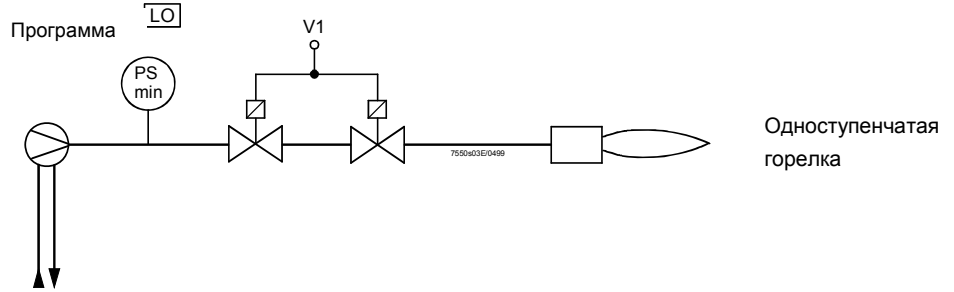 Программа LO
V1
PS
min
7550s03E/0499
Одноступенчатая
горелка